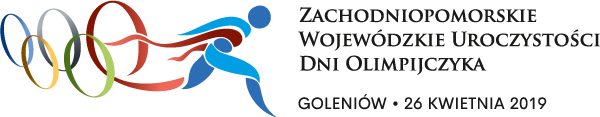 Zachodniopomorskie
Wojewódzkie Uroczystości
Dni Olimpijczyka
GOLENIÓW • 26 KWIETNIA 2019